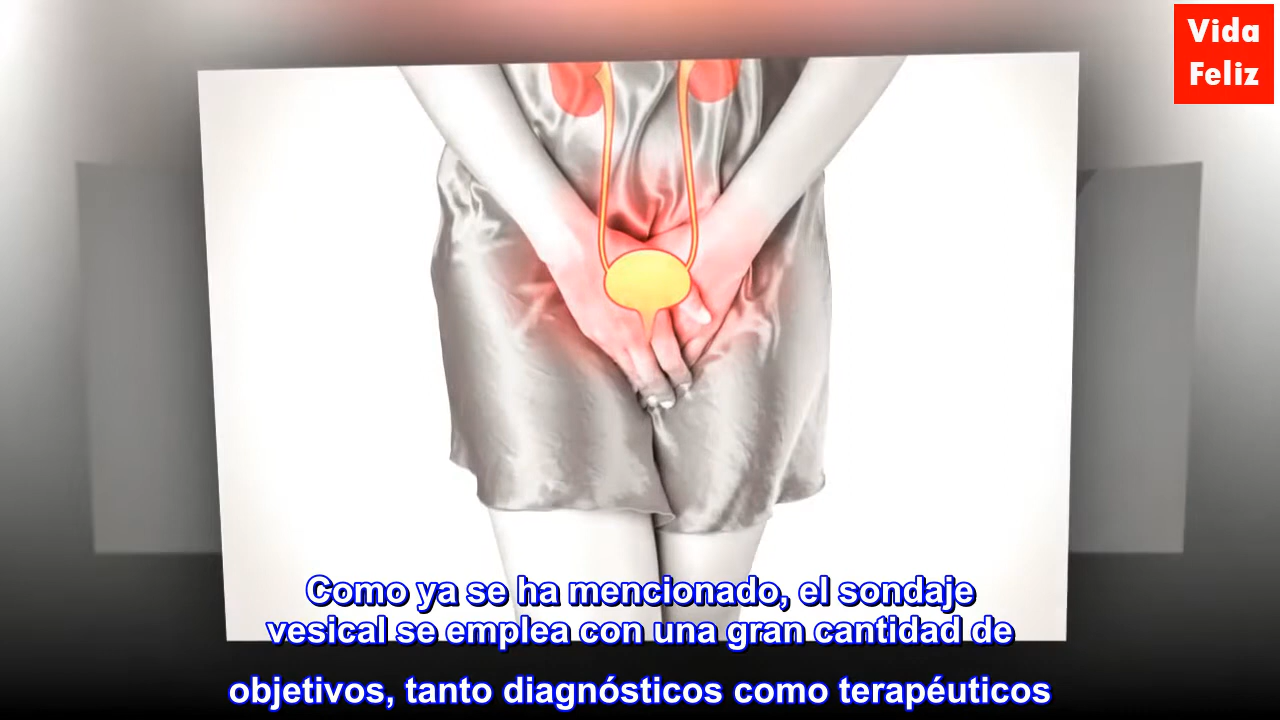 Vida
Feliz
Como ya se ha mencionado, el sondaje
vesical se emplea con una gran cantidad de
objetivos, tanto diagnósticos como terapéuticos